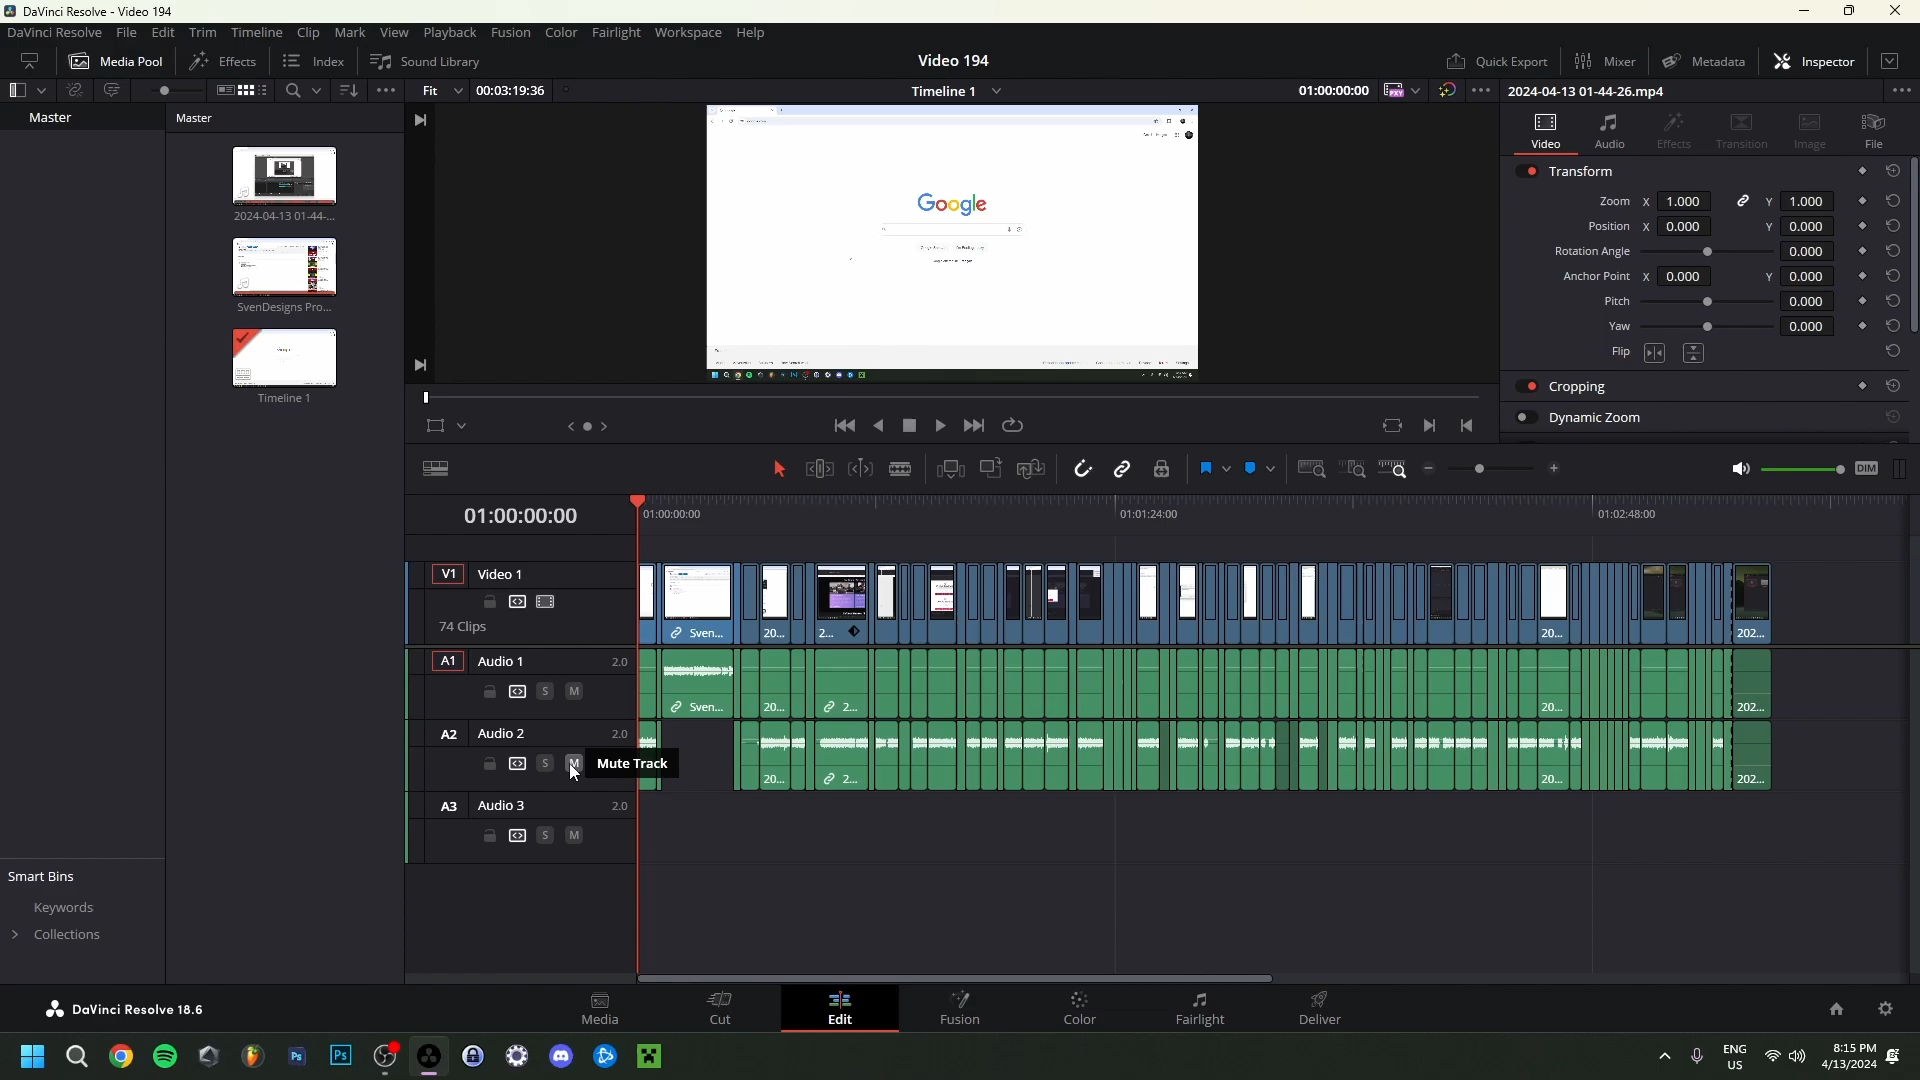 DaVinci Resolve - Video 194
DaVinci Resolve File Edit Trim Timeline Clip Mark View Playback Fusion Color Fairlight Workspace Help
Media Pool Effects Index Sound Library Video 194 Quick Export Mixer Metadata Inspector
Fit 00:03:19:36 Timeline 1 01:00:00:00 2024-04-13 01-44-26.mp4
Master
Master
2024-04-13 01-44-...
SvenDesigns Pro...
Timeline 1
Smart Bins
Keywords
Collections
Google
Video Audio Effects Transition Image File
Transform
Zoom X 1.000 Y 1.000
Position X 0.000 Y 0.000
Rotation Angle 0.000
Anchor Point X 0.000 Y 0.000
Pitch 0.000
Yaw 0.000
Flip
Cropping
Dynamic Zoom
DIM
01:00:00:00 01:00:00:00 01:01:24:00 01:02:48:00
V1 Video 1
74 Clips
Sven... 20... 2... 20... 202...
A1 Audio 1 2.0
S M
Sven... 20... 2... 20... 202...
A2 Audio 2 2.0
S M Mute Track
20... 2... 20... 202...
A3 Audio 3 2.0
S M
DaVinci Resolve 18.6
Media Cut Edit Fusion Color Fairlight Deliver
Ps Ps
ENG
US
8:15 PM
4/13/2024